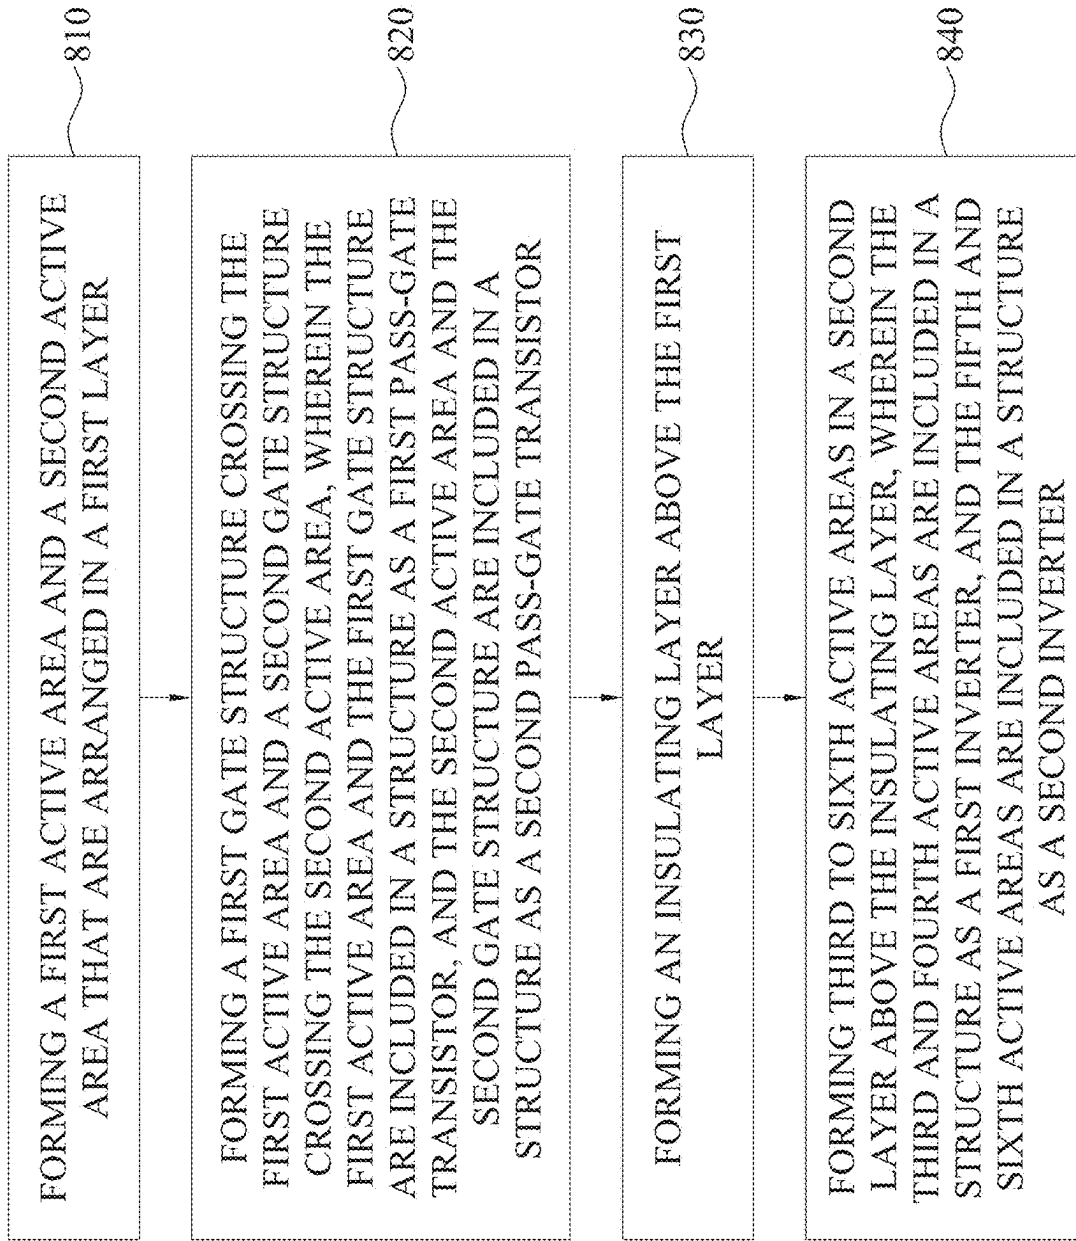 FORMING A FIRST ACTIVE AREA AND A SECOND ACTIVE
AREA THAT ARE ARRANGED IN A FIRST LAYER
810
FORMING A FIRST GATE STRUCTURE CROSSING THE
FIRST ACTIVE AREA AND A SECOND GATE STRUCTURE
CROSSING THE SECOND ACTIVE AREA, WHEREIN THE
FIRST ACTIVE AREA AND THE FIRST GATE STRUCTURE
ARE INCLUDED IN A STRUCTURE AS A FIRST PASS-GATE
TRANSISTOR, AND THE SECOND ACTIVE AREA AND THE
SECOND GATE STRUCTURE ARE INCLUDED IN A
STRUCTURE AS A SECOND PASS-GATE TRANSISTOR
820
FORMING AN INSULATING LAYER ABOVE THE FIRST
LAYER
830
FORMING THIRD TO SIXTH ACTIVE AREAS IN A SECOND
LAYER ABOVE THE INSULATING LAYER, WHEREIN THE
THIRD AND FOURTH ACTIVE AREAS ARE INCLUDED IN A
STRUCTURE AS A FIRST INVERTER, AND THE FIFTH AND
SIXTH ACTIVE AREAS ARE INCLUDED IN A STRUCTURE
AS A SECOND INVERTER
840